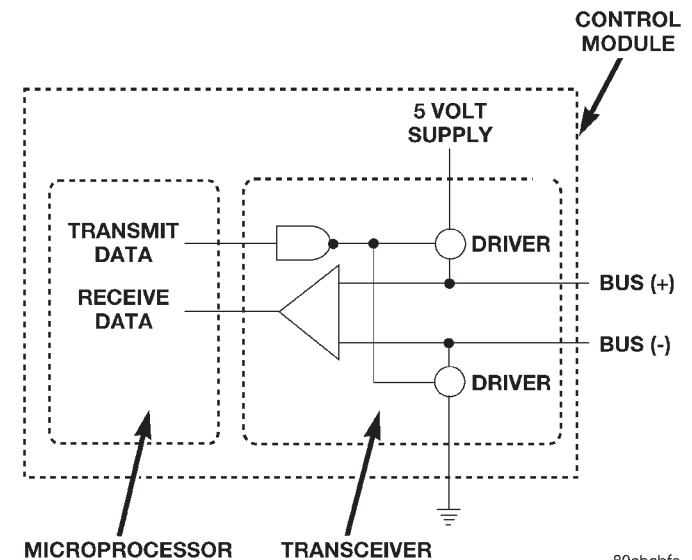 CONTROL
MODULE
5 VOLT
SUPPLY
TRANSMIT
DATA
DRIVER
RECEIVE
DATA
BUS (+)
BUS (-)
DRIVER
MICROPROCESSOR
TRANSCEIVER